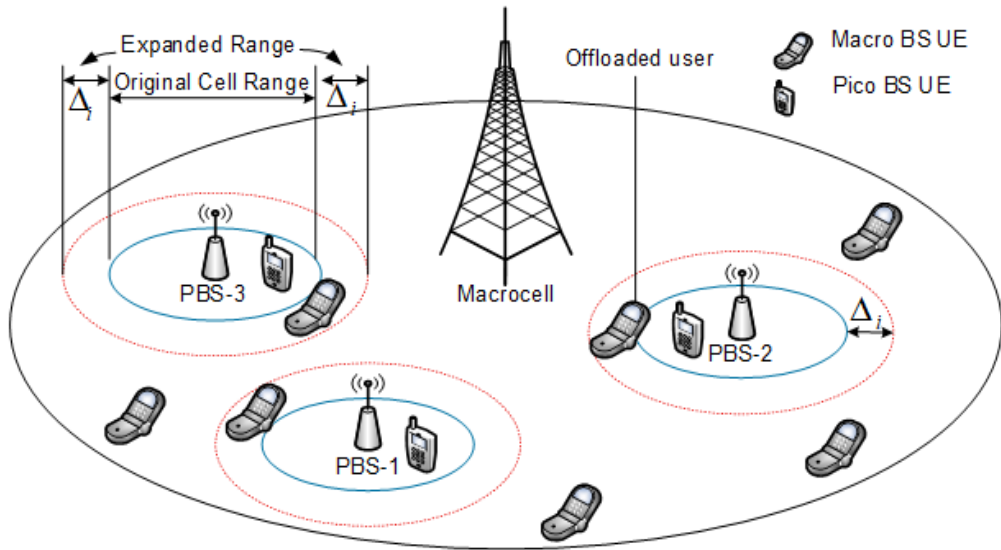 Expanded Range
Original Cell Range
Δi
Δi
Offloaded user
Macro BS UE
Pico BS UE
PBS-3
Macrocell
PBS-2
Δi
PBS-1